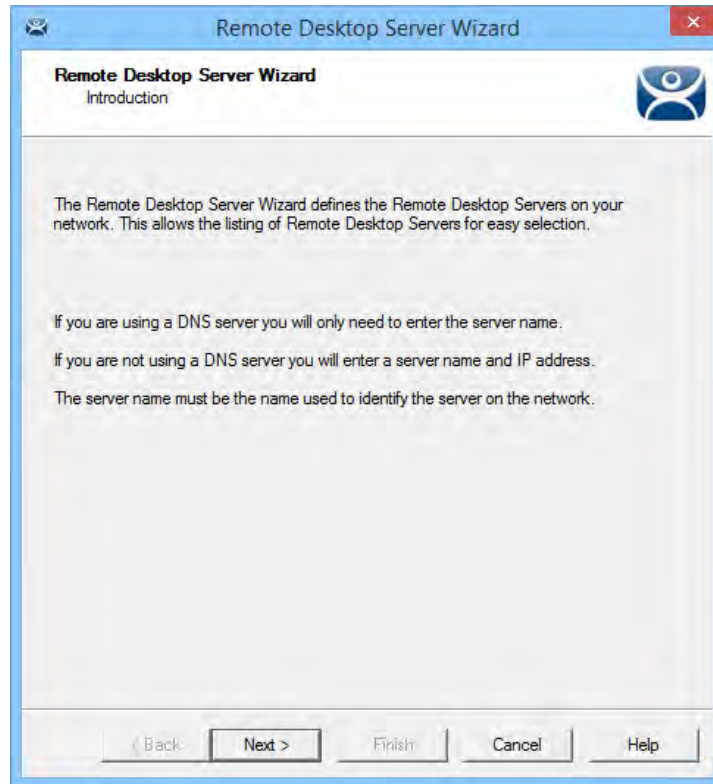 Remote Desktop Server Wizard
Remote Desktop Server Wizard
Introduction
The Remote Desktop Server Wizard defines the Remote Desktop Servers on your
network. This allows the listing of Remote Desktop Servers for easy selection.
If you are using a DNS server you will only need to enter the server name.
If you are not using a DNS server you will enter a server name and IP address.
The server name must be the name used to identify the server on the network.
< Back Next > Finish Cancel Help